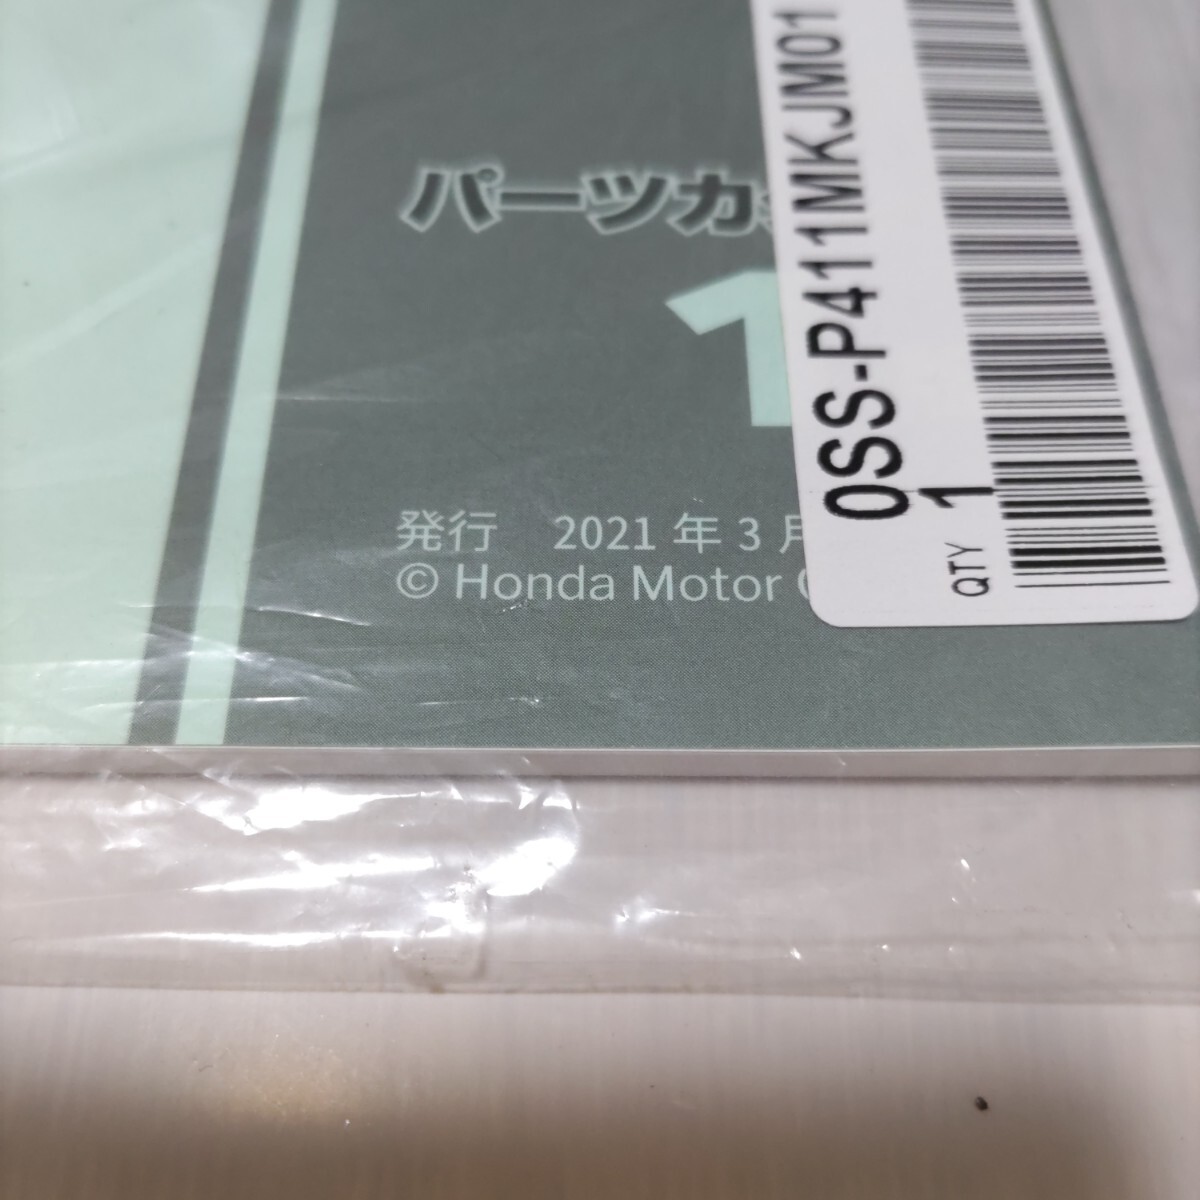 パーツカ
1
発行 2021 年 3 月
© Honda Motor
0SS-P411MKJM01
QTY 1